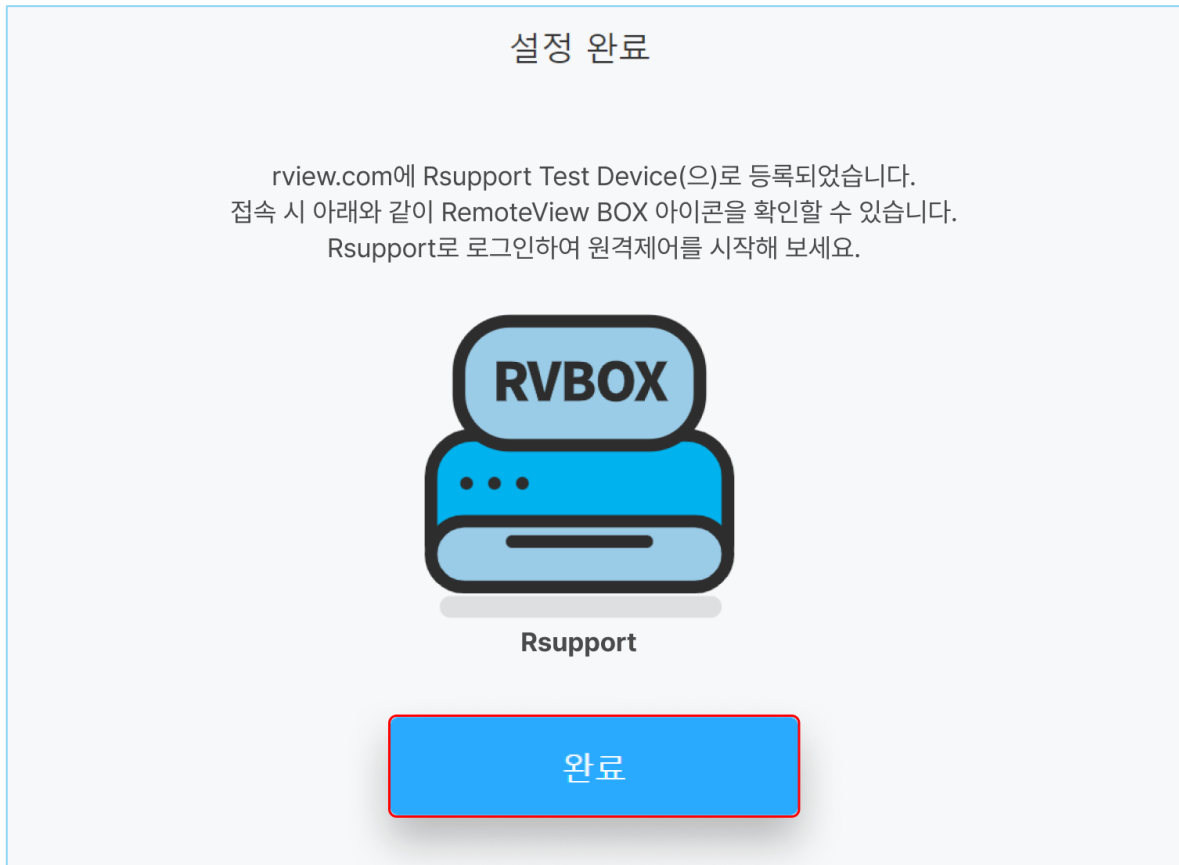 설정 완료
rview.com에 Rsupport Test Device(으)로 등록되었습니다.
접속 시 아래와 같이 RemoteView BOX 아이콘을 확인할 수 있습니다.
Rsupport로 로그인하여 원격제어를 시작해 보세요.
RVBOX
Rsupport
완료